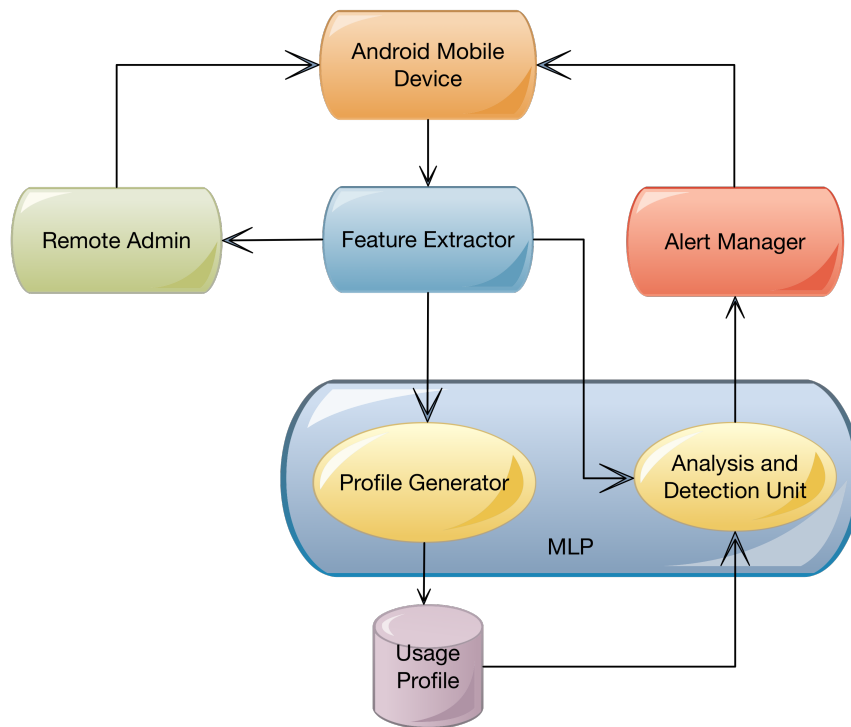 Android Mobile
Device
Remote Admin
Feature Extractor
Alert Manager
Profile Generator
Analysis and
Detection Unit
MLP
Usage
Profile